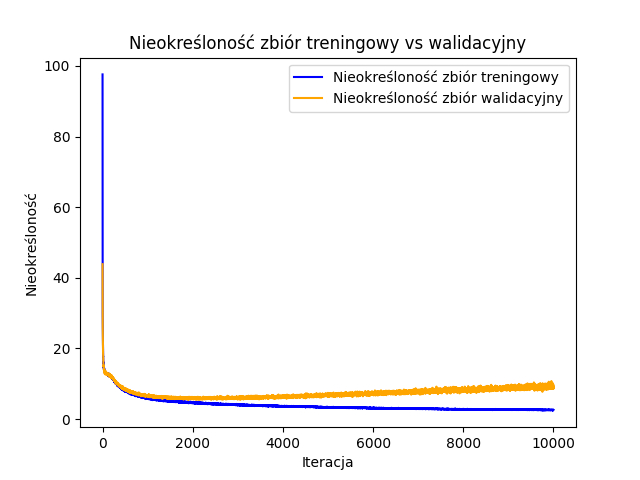 Nieokreśloność zbiór treningowy vs walidacyjny
Nieokreśloność zbiór treningowy
Nieokreśloność zbiór walidacyjny
Nieokreśloność
100
80
60
40
20
0
0 2000 4000 6000 8000 10000
Iteracja